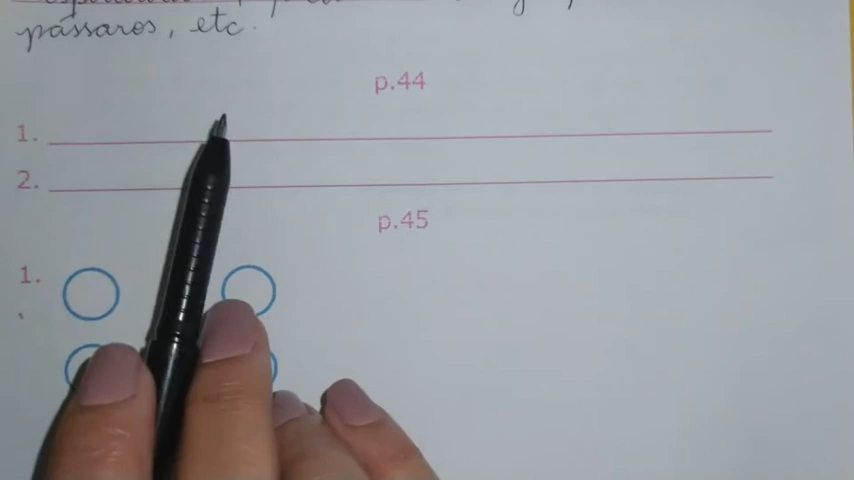 pássaros, etc.
p.44
1.
2.
p.45
1.